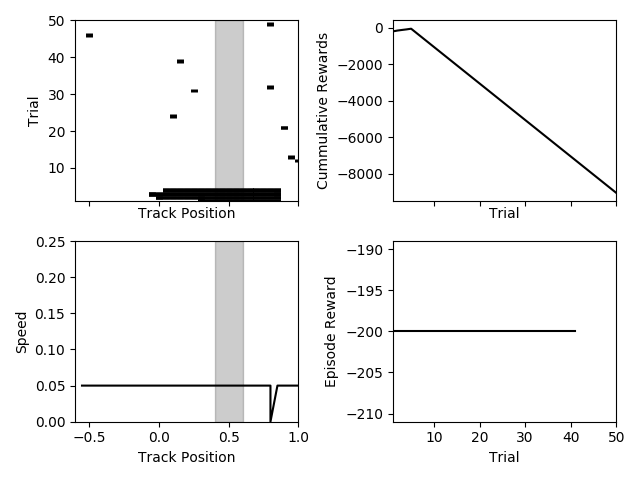 50
40
30
20
10
Trial
Track Position
0
−2000
−4000
−6000
−8000
Cummulative Rewards
Trial
0.25
0.20
0.15
0.10
0.05
0.00
Speed
−0.5 0.0 0.5 1.0
Track Position
−190
−195
−200
−205
−210
Episode Reward
10 20 30 40 50
Trial